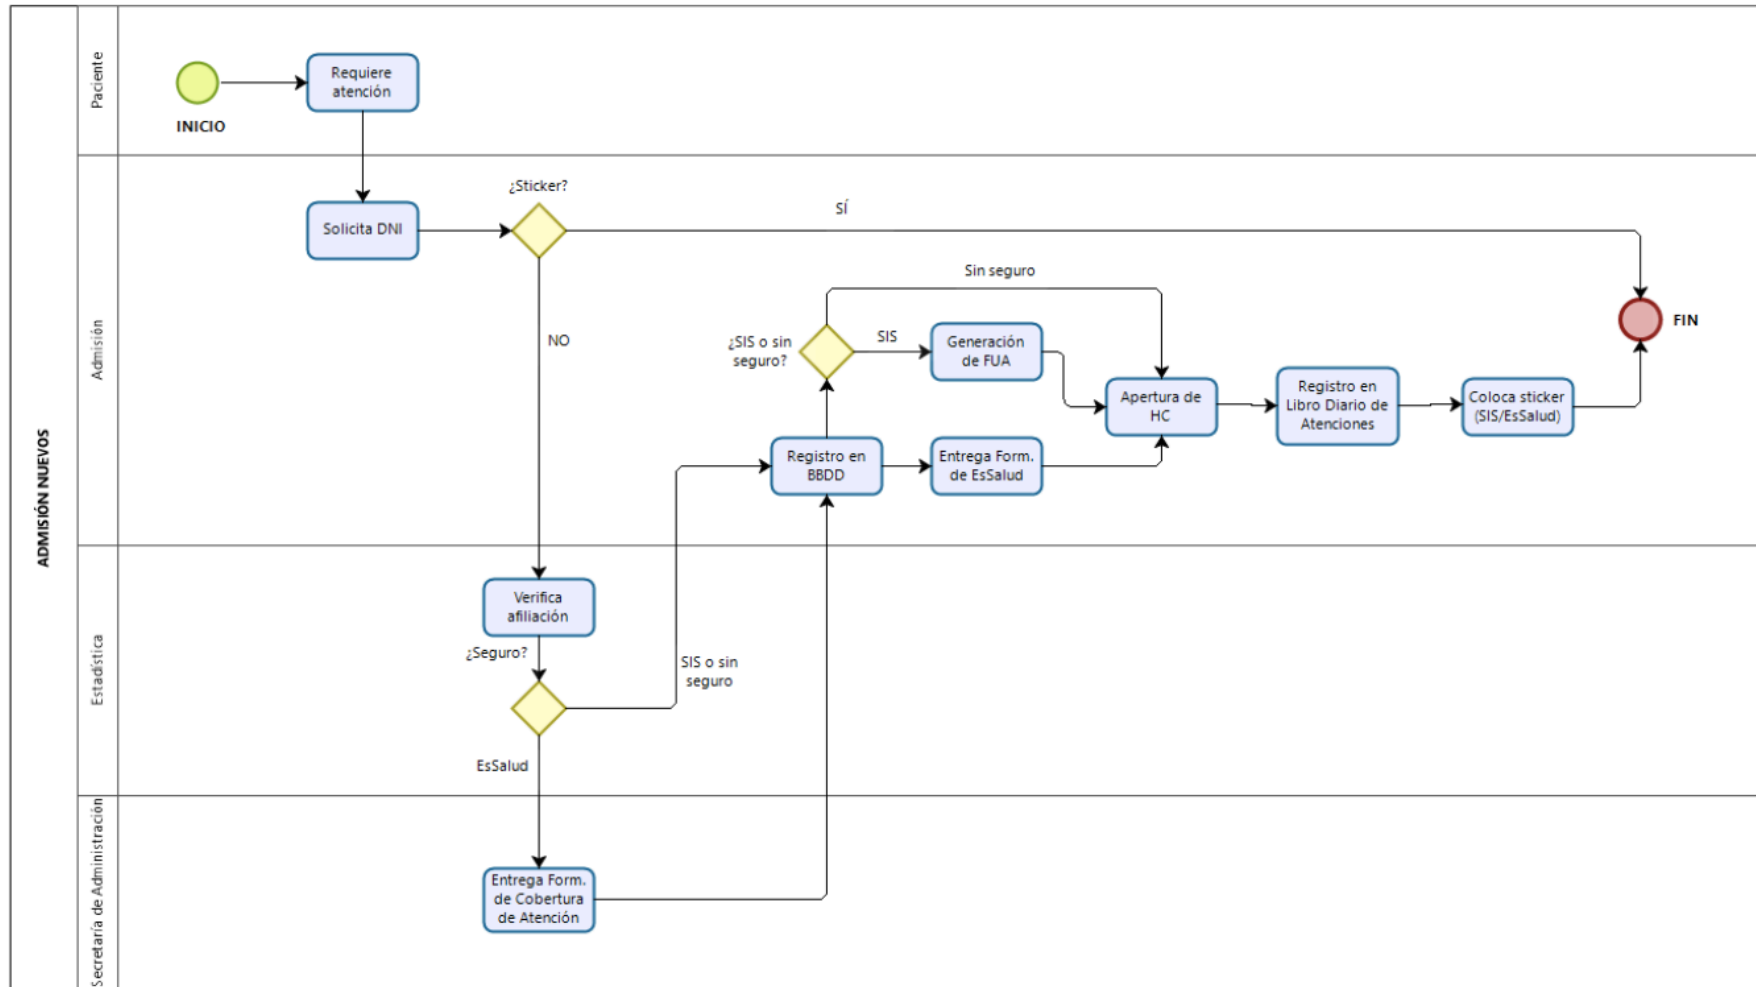 ADMISIÓN NUEVOS
Paciente
INICIO
Requiere
atención
Admisión
Solicita DNI
¿Sticker?
SÍ
NO
Sin seguro
¿SIS o sin
seguro?
SIS
Generación
de FUA
FIN
Registro en
BBDD
Entrega Form.
de EsSalud
Apertura de
HC
Registro en
Libro Diario de
Atenciones
Coloca sticker
(SIS/EsSalud)
Estadística
Verifica
afiliación
¿Seguro?
SIS o sin
seguro
EsSalud
Secretaría de Administración
Entrega Form.
de Cobertura
de Atención